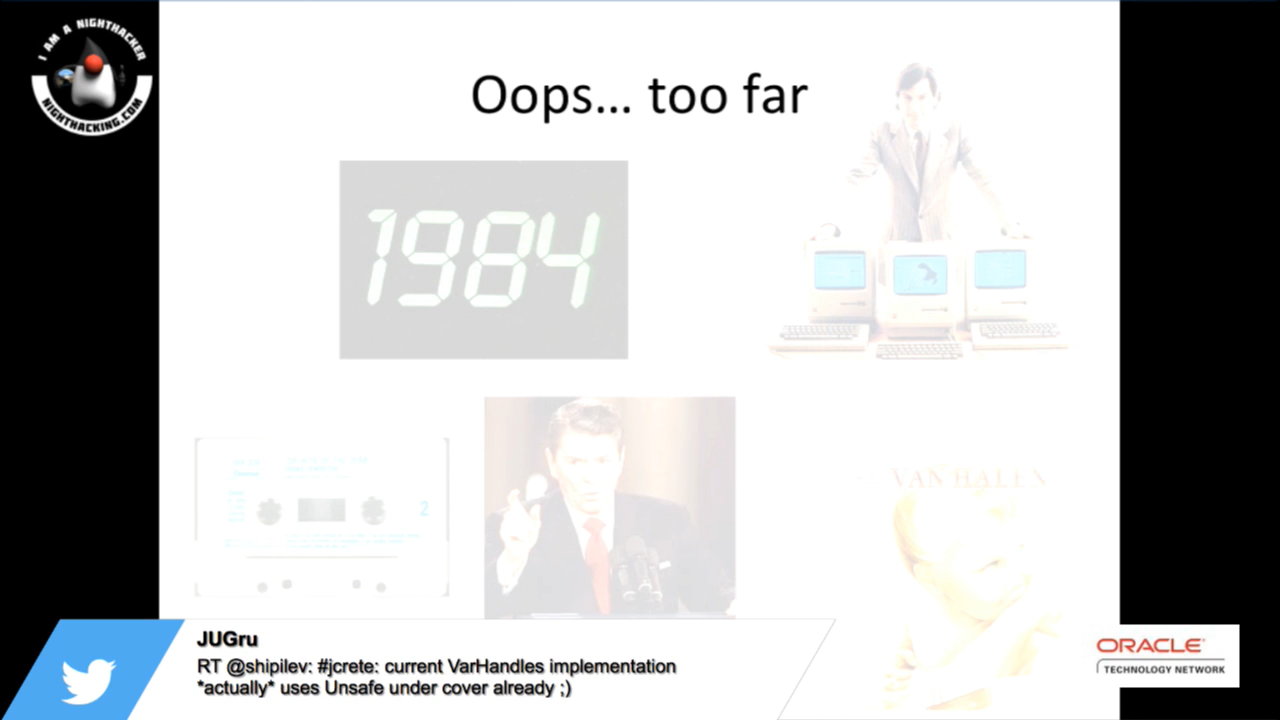 I AM A NIGHTHACKER
NIGHTHACKING.COM
Oops... too far
1984
2
VAN HALEN
JUGru
RT @shipilev: #jcrete: current VarHandles implementation
*actually* uses Unsafe under cover already ;)
ORACLE
TECHNOLOGY NETWORK